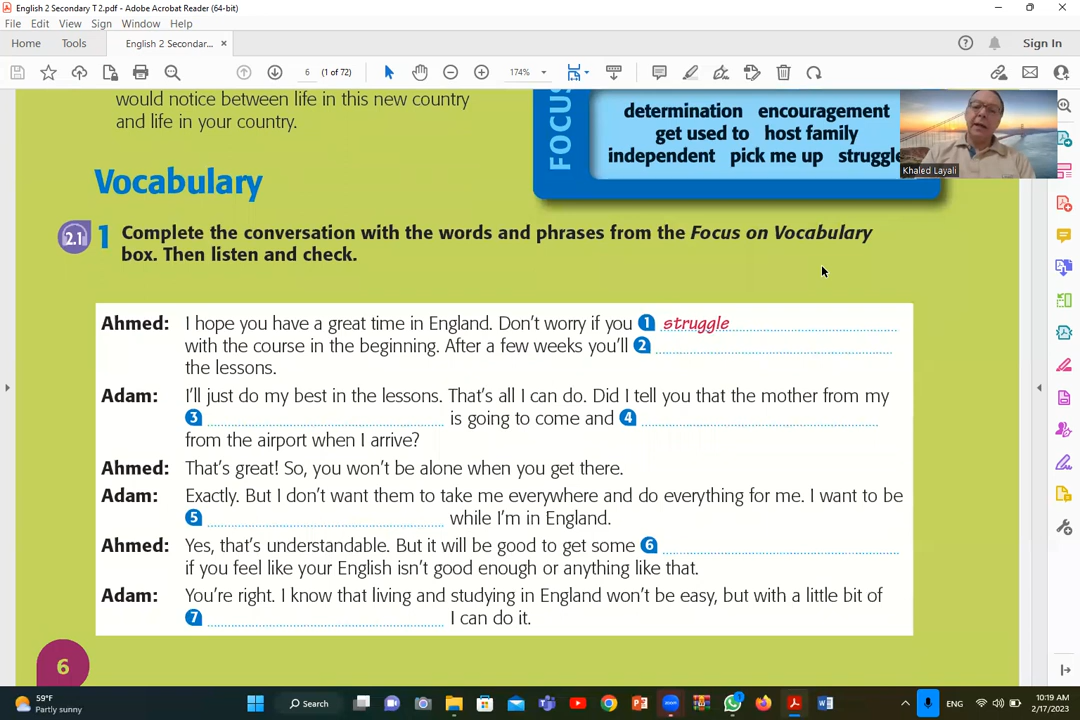 English 2 Secondary T 2.pdf - Adobe Acrobat Reader (64-bit)
File Edit View Sign Window Help
Home Tools English 2 Secondar... × Sign In
6 (1 of 72) 174%
would notice between life in this new country
and life in your country.
FOCUS
determination encouragement
get used to host family
independent pick me up struggle
Khaled Layali
Vocabulary
2.1 1 Complete the conversation with the words and phrases from the Focus on Vocabulary
box. Then listen and check.
Ahmed: I hope you have a great time in England. Don't worry if you 1 struggle
with the course in the beginning. After a few weeks you'll 2
the lessons.
Adam: I'll just do my best in the lessons. That's all I can do. Did I tell you that the mother from my
3 is going to come and 4
from the airport when I arrive?
Ahmed: That's great! So, you won't be alone when you get there.
Adam: Exactly. But I don't want them to take me everywhere and do everything for me. I want to be
5 while I'm in England.
Ahmed: Yes, that's understandable. But it will be good to get some 6
if you feel like your English isn't good enough or anything like that.
Adam: You're right. I know that living and studying in England won't be easy, but with a little bit of
7 I can do it.
6
59°F
Partly sunny
Search
ENG
10:19 AM
2/17/2023